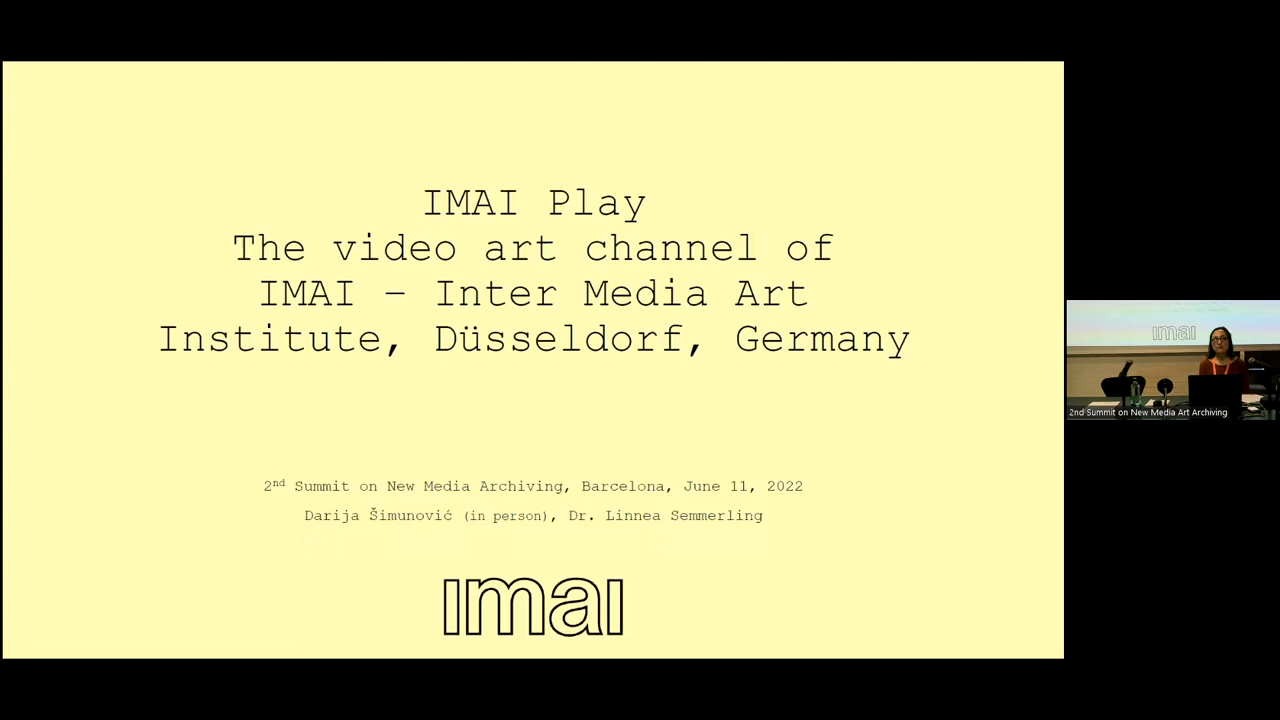 IMAI Play
The video art channel of
IMAI – Inter Media Art
Institute, Düsseldorf, Germany
2nd Summit on New Media Archiving, Barcelona, June 11, 2022
Darija Šimunović (in person), Dr. Linnea Semmerling
imai
imai
2nd Summit on New Media Art Archiving